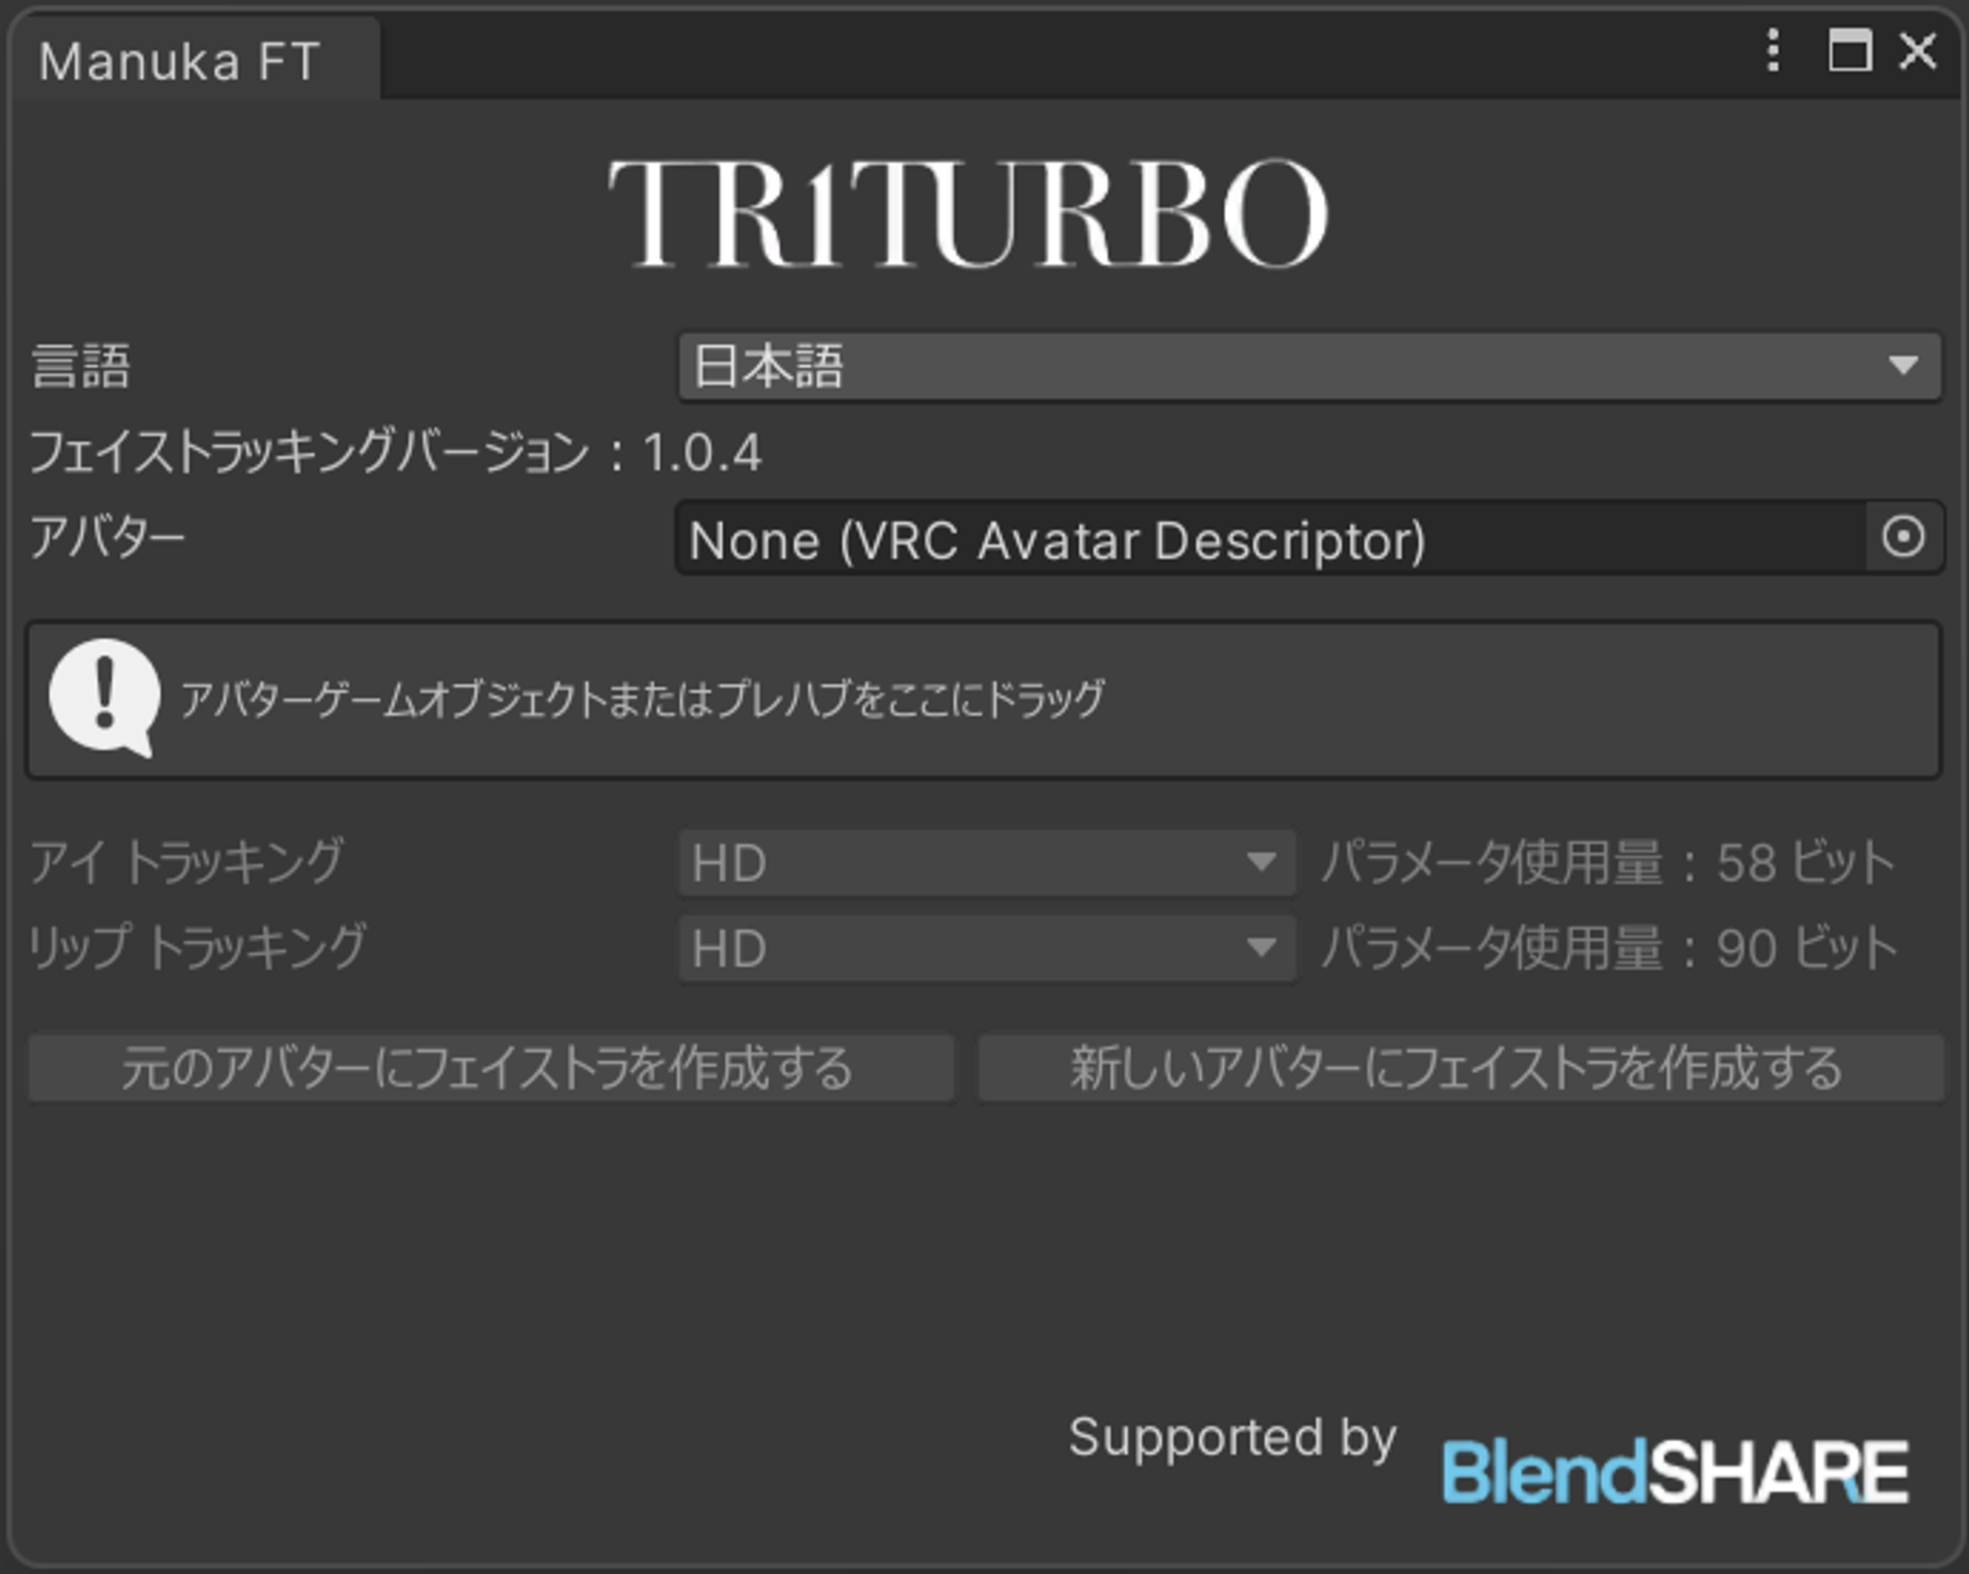 Manuka FT
TR1TURBO
言語 日本語
フェイストラッキングバージョン : 1.0.4
アバター None (VRC Avatar Descriptor)
アバターゲームオブジェクトまたはプレハブをここにドラッグ
アイ トラッキング HD パラメータ使用量 : 58 ビット
リップ トラッキング HD パラメータ使用量 : 90 ビット
元のアバターにフェイストラを作成する 新しいアバターにフェイストラを作成する
Supported by BlendSHARE